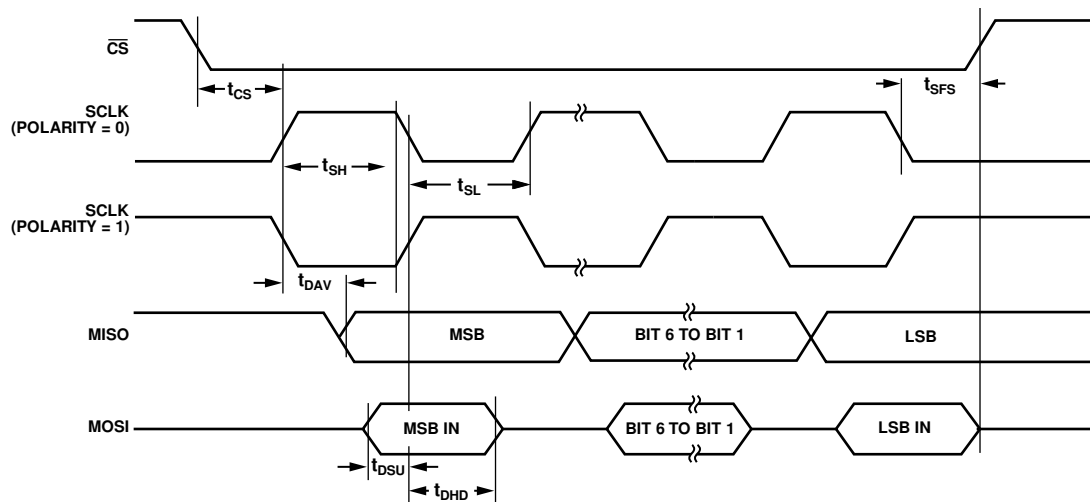 CS
tCS
tSFS
SCLK
(POLARITY = 0)
tSH
tSL
SCLK
(POLARITY = 1)
tDAV
MISO
MSB
BIT 6 TO BIT 1
LSB
MOSI
MSB IN
BIT 6 TO BIT 1
LSB IN
tDSU
tDHD